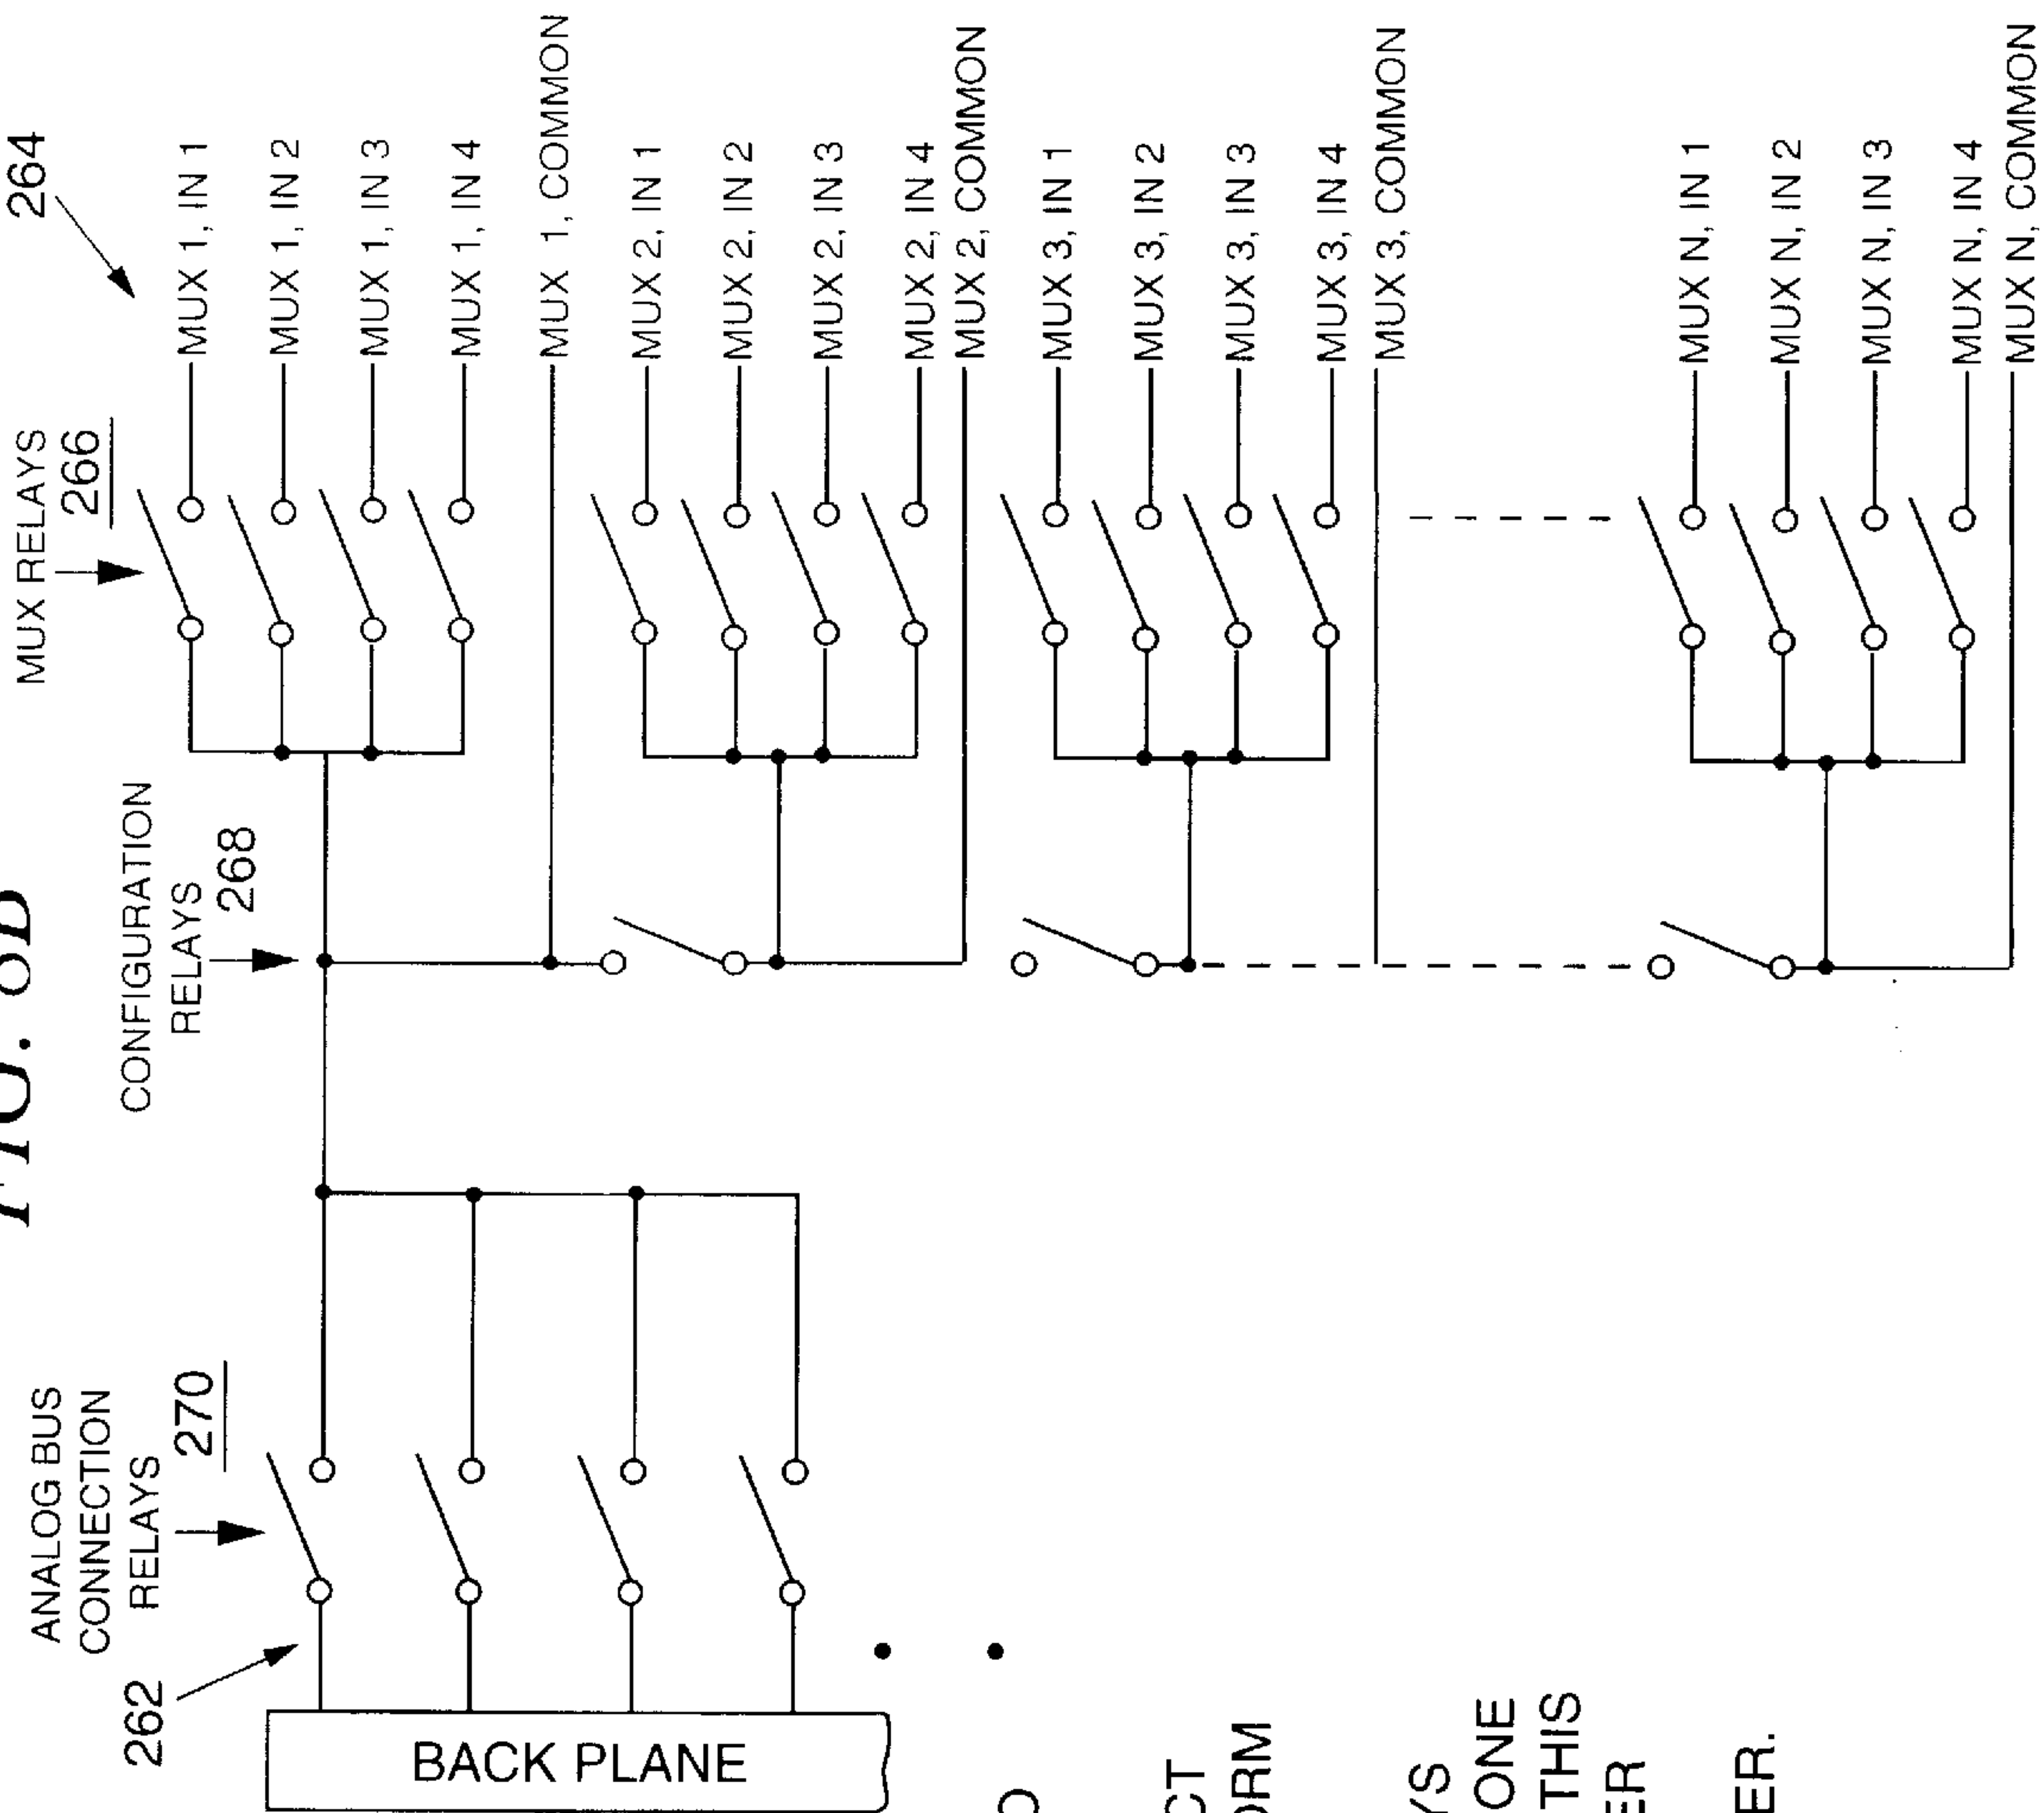 FIG. 8B
264
MUX RELAYS
266
CONFIGURATION
RELAYS
268
ANALOG BUS
CONNECTION
RELAYS
270
262
BACK PLANE
MUX 1, IN 1
MUX 1, IN 2
MUX 1, IN 3
MUX 1, IN 4
MUX 1, COMMON
MUX 2, IN 1
MUX 2, IN 2
MUX 2, IN 3
MUX 2, IN 4
MUX 2, COMMON
MUX 3, IN 1
MUX 3, IN 2
MUX 3, IN 3
MUX 3, IN 4
MUX 3, COMMON
MUX N, IN 1
MUX N, IN 2
MUX N, IN 3
MUX N, IN 4
MUX N, COMMON
ONE
THIS